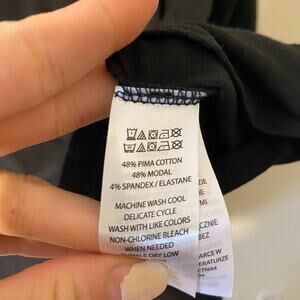 48% PIMA COTTON
48% MODAL
4% SPANDEX / ELASTANE
MACHINE WASH COOL
DELICATE CYCLE
WASH WITH LIKE COLORS
NON-CHLORINE BLEACH
WHEN NEEDED
TUMBLE DRY LOW